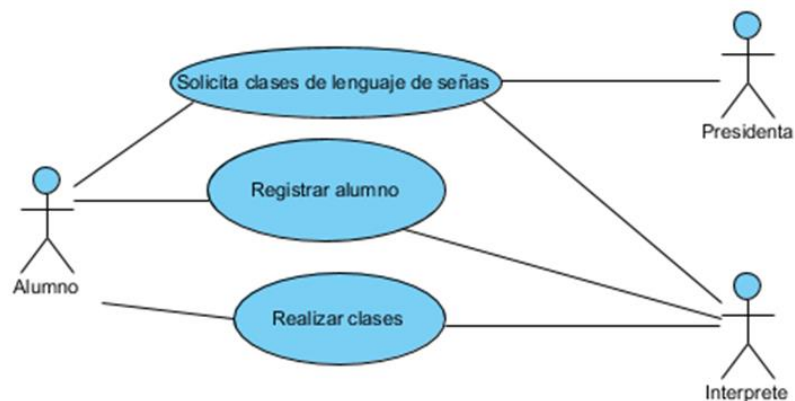 Solicita clases de lenguaje de señas
Presidenta
Registrar alumno
Alumno
Realizar clases
Interprete